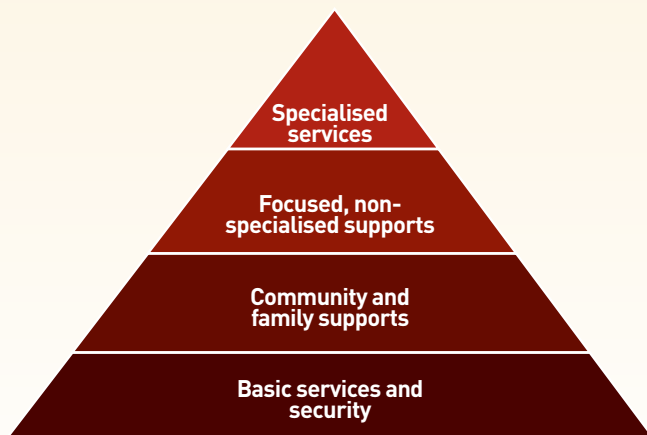 Specialised
services
Focused, non-
specialised supports
Community and
family supports
Basic services and
security